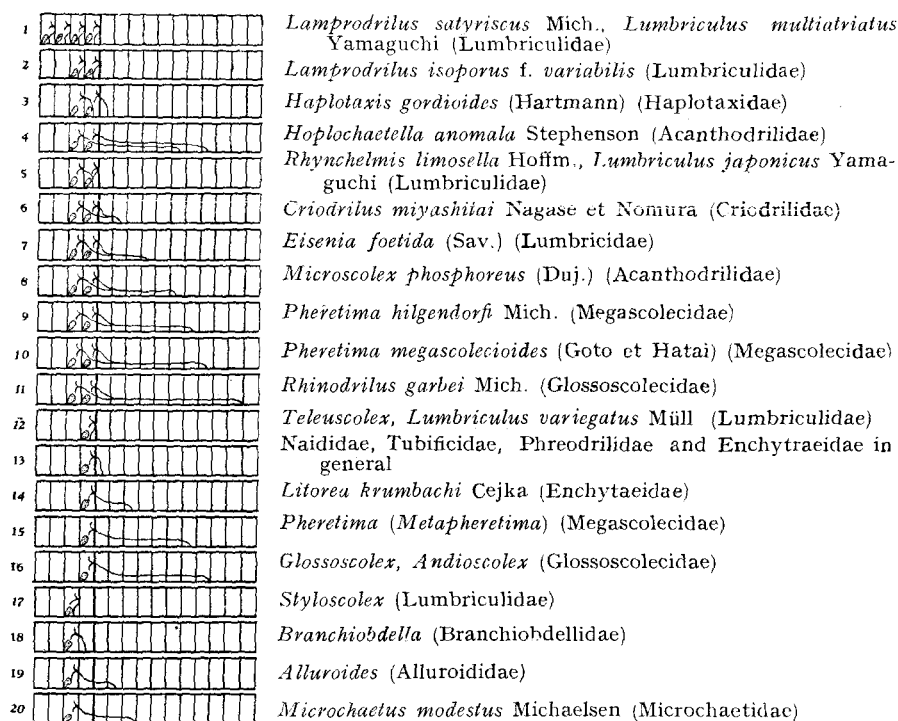 1 Lamprodrilus satyriscus Mich., Lumbriculus multiatriatus
Yamaguchi (Lumbriculidae)
2 Lamprodrilus isoporus f. variabilis (Lumbriculidae)
3 Haplotaxis gordioides (Hartmann) (Haplotaxidae)
4 Hoplochaetella anomala Stephenson (Acanthodrilidae)
5 Rhynchelmis limosella Hoffm., Lumbriculus japonicus Yama-
guchi (Lumbriculidae)
6 Criodrilus miyashitai Nagase et Nomura (Criodrilidae)
7 Eisenia foetida (Sav.) (Lumbricidae)
8 Microscolex phosphoreus (Duj.) (Acanthodrilidae)
9 Pheretima hilgendorfi Mich. (Megascolecidae)
10 Pheretima megascolecioides (Goto et Hatai) (Megascolecidae)
11 Rhinodrilus garbei Mich. (Glossoscolecidae)
12 Teleuscolex, Lumbriculus variegatus Müll (Lumbriculidae)
13 Naididae, Tubificidae, Phreodrilidae and Enchytraeidae in
general
14 Litorea krumbachi Cejka (Enchytaeidae)
15 Pheretima (Metapheretima) (Megascolecidae)
16 Glossoscolex, Andioscolex (Glossoscolecidae)
17 Styloscolex (Lumbriculidae)
18 Branchiobdella (Branchiobdellidae)
19 Alluroides (Alluroididae)
20 Microchaetus modestus Michaelsen (Microchaetidae)